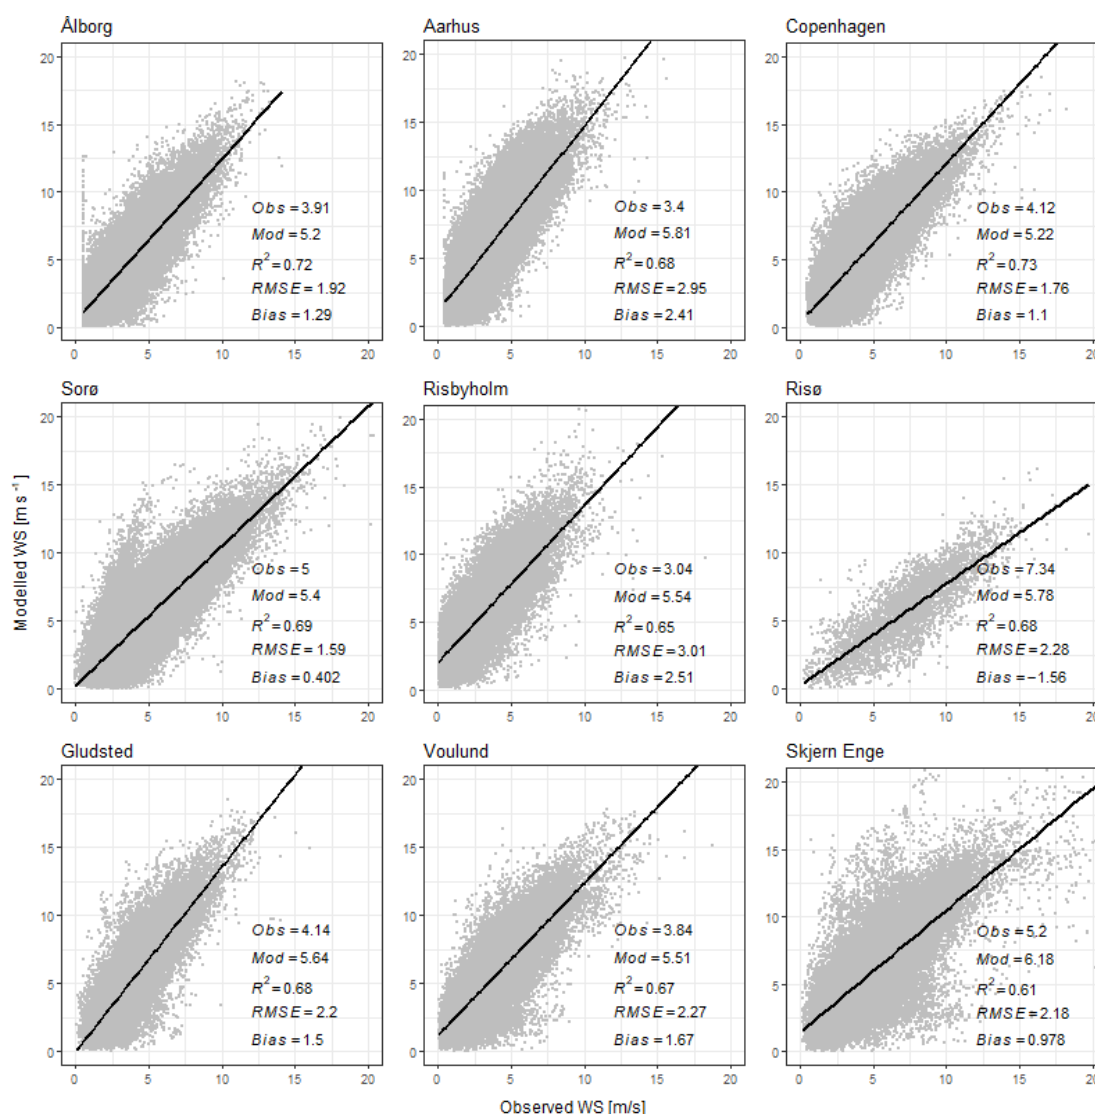 Ålborg
Aarhus
Copenhagen
20
15
10
5
0
Obs=3.91
Mod=5.2
R²=0.72
RMSE=1.92
Bias=1.29
0 5 10 15 20
20
15
10
5
0
Obs=3.4
Mod=5.81
R²=0.68
RMSE=2.95
Bias=2.41
0 5 10 15 20
20
15
10
5
0
Obs=4.12
Mod=5.22
R²=0.73
RMSE=1.76
Bias=1.1
0 5 10 15 20
Modelled WS [m s⁻¹]
Sorø
Risbyholm
Risø
20
15
10
5
0
Obs=5
Mod=5.4
R²=0.69
RMSE=1.59
Bias=0.402
0 5 10 15 20
20
15
10
5
0
Obs=3.04
Mod=5.54
R²=0.65
RMSE=3.01
Bias=2.51
0 5 10 15 20
20
15
10
5
0
Obs=7.34
Mod=5.78
R²=0.68
RMSE=2.28
Bias=−1.56
0 5 10 15 20
Gludsted
Voulund
Skjern Enge
20
15
10
5
0
Obs=4.14
Mod=5.64
R²=0.68
RMSE=2.2
Bias=1.5
0 5 10 15 20
20
15
10
5
0
Obs=3.84
Mod=5.51
R²=0.67
RMSE=2.27
Bias=1.67
0 5 10 15 20
20
15
10
5
0
Obs=5.2
Mod=6.18
R²=0.61
RMSE=2.18
Bias=0.978
0 5 10 15 20
Observed WS [m/s]